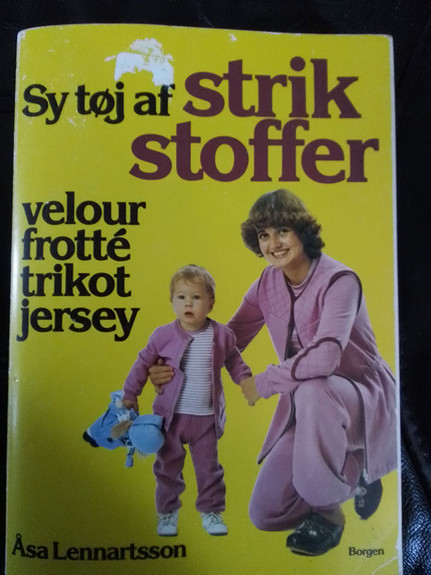 Sy tøj af strik
stoffer
velour
frotté
trikot
jersey
Åsa Lennartsson
Borgen